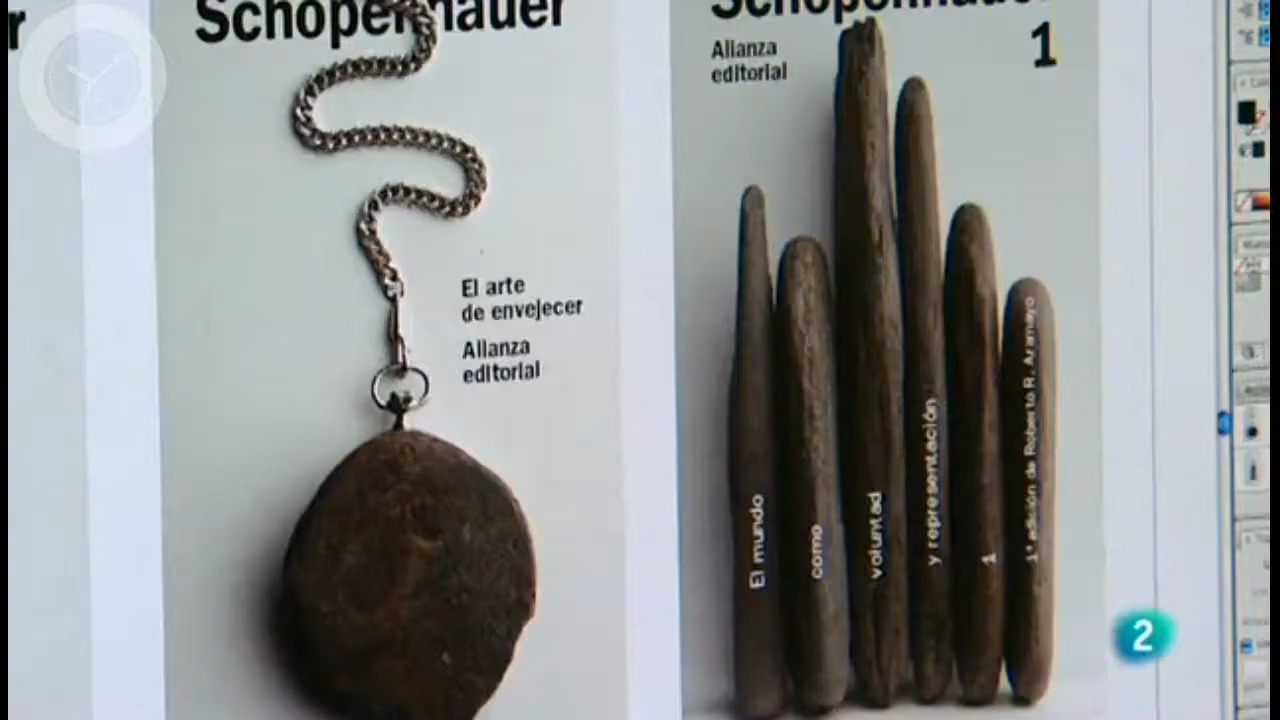 r
Schopenhauer
El arte
de envejecer
Alianza
editorial
Schopenhauer
Alianza
editorial
1
El mundo
como
voluntad
y representación
1
1ª edición de Roberto R. Aramayo
2